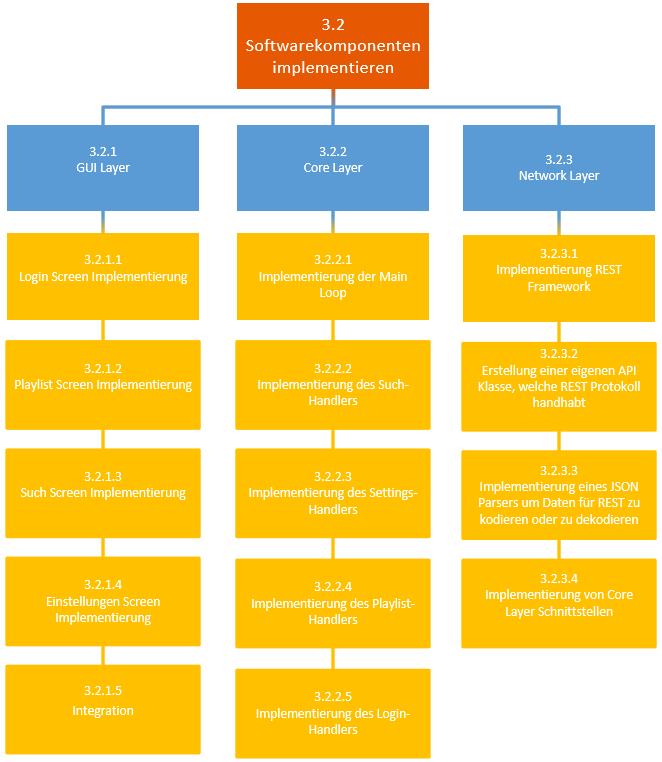 3.2
Softwarekomponenten
implementieren
3.2.1
GUI Layer
3.2.1.1
Login Screen Implementierung
3.2.1.2
Playlist Screen Implementierung
3.2.1.3
Such Screen Implementierung
3.2.1.4
Einstellungen Screen
Implementierung
3.2.1.5
Integration
3.2.2
Core Layer
3.2.2.1
Implementierung der Main
Loop
3.2.2.2
Implementierung des Such-
Handlers
3.2.2.3
Implementierung des Settings-
Handlers
3.2.2.4
Implementierung des Playlist-
Handlers
3.2.2.5
Implementierung des Login-
Handlers
3.2.3
Network Layer
3.2.3.1
Implementierung REST
Framework
3.2.3.2
Erstellung einer eigenen API
Klasse, welche REST Protokoll
handhabt
3.2.3.3
Implementierung eines JSON
Parsers um Daten für REST zu
kodieren oder zu dekodieren
3.2.3.4
Implementierung von Core
Layer Schnittstellen